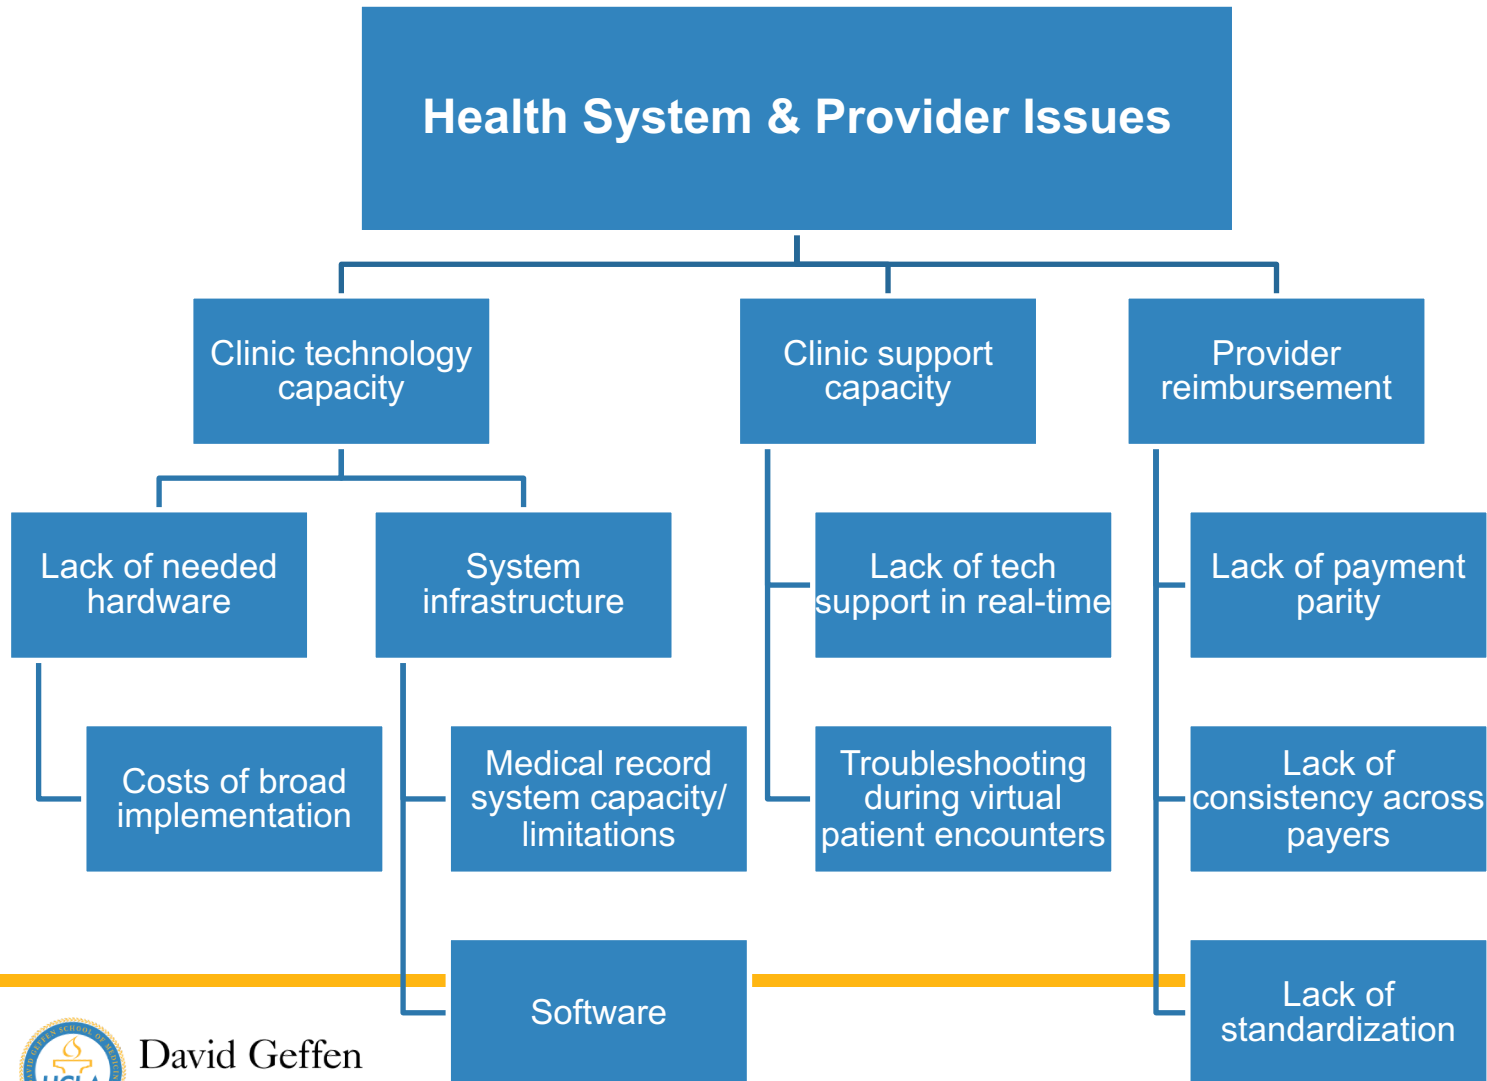 Health System & Provider Issues
Clinic technology
capacity
Clinic support
capacity
Provider
reimbursement
Lack of needed
hardware
System
infrastructure
Lack of tech
support in real-time
Lack of payment
parity
Costs of broad
implementation
Medical record
system capacity/
limitations
Troubleshooting
during virtual
patient encounters
Lack of
consistency across
payers
Software
Lack of
standardization
David Geffen